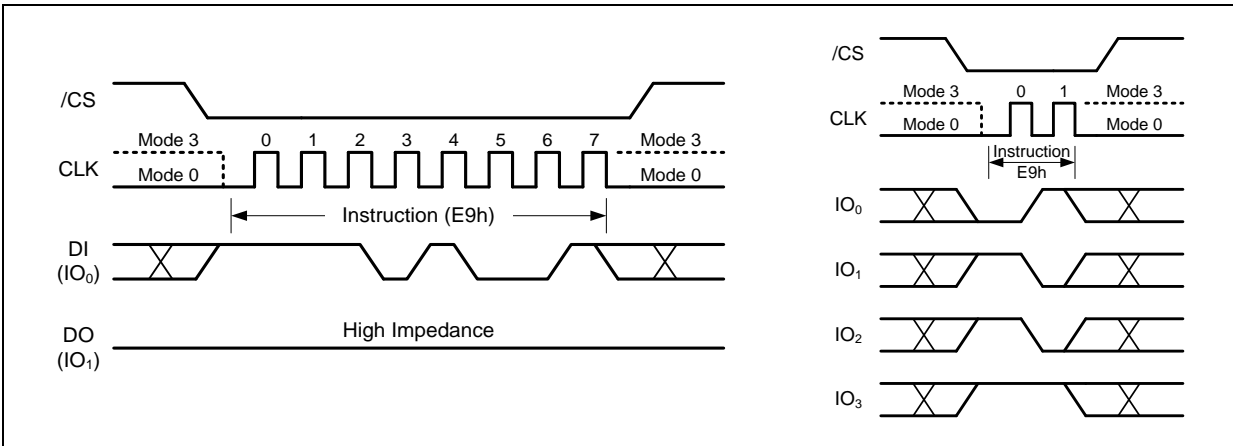 /CS
CLK
Mode 3
Mode 0
0 1 2 3 4 5 6 7
Mode 3
Mode 0
Instruction (E9h)
DI
(IO₀)
DO
(IO₁)
High Impedance
/CS
CLK
Mode 3
Mode 0
0 1
Mode 3
Mode 0
Instruction
E9h
IO₀
IO₁
IO₂
IO₃